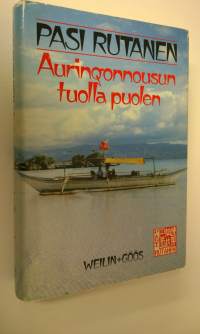 PASI RUTANEN
Auringonnousun
tuolla puolen
WEILIN+GÖÖS